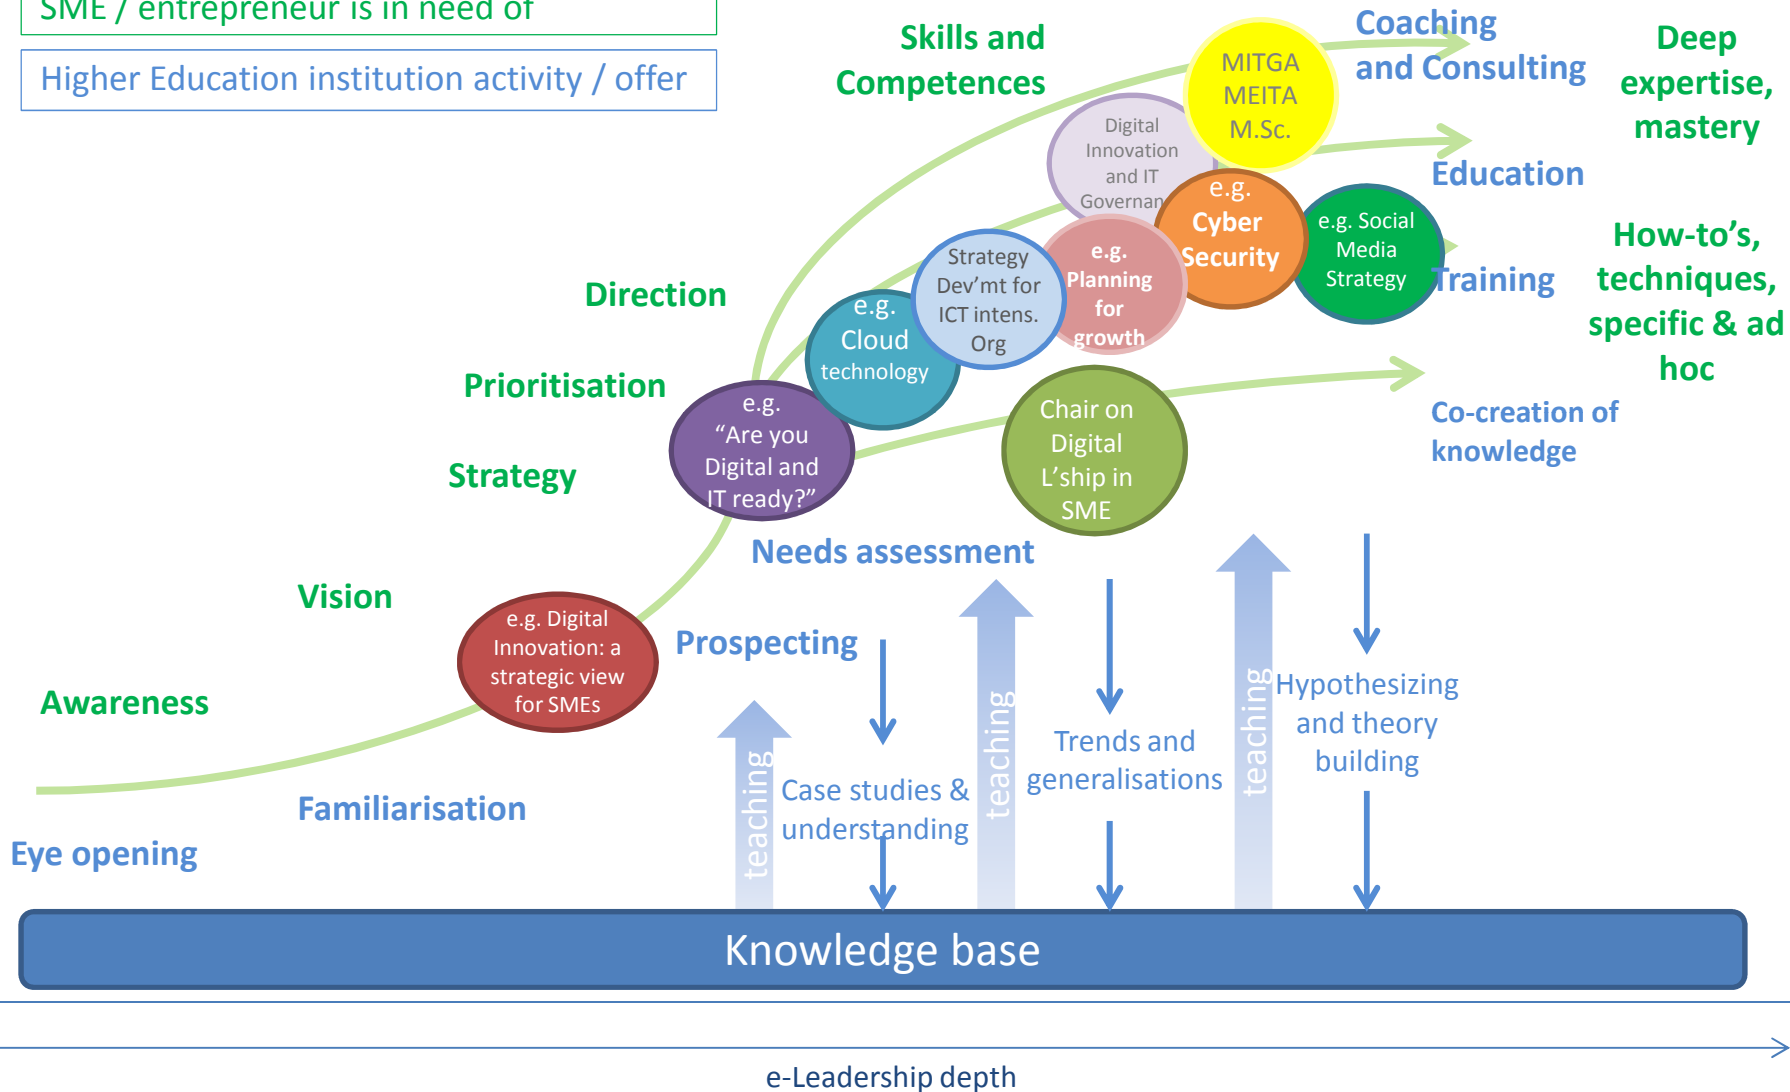 SME / entrepreneur is in need of
Higher Education institution activity / offer
Skills and
Competences
Coaching
and Consulting
Deep
expertise,
mastery
MITGA
MEITA
M.Sc.
Digital
Innovation
and IT
Governan
Education
e.g.
Cyber
Security
e.g. Social
Media
Strategy
Training
How-to's,
techniques,
specific & ad
hoc
Direction
Strategy
Dev'mt for
ICT intens.
Org
e.g.
Planning
for
growth
e.g.
Cloud
technology
Prioritisation
e.g.
“Are you
Digital and
IT ready?”
Chair on
Digital
L'ship in
SME
Co-creation of
knowledge
Strategy
Needs assessment
Vision
e.g. Digital
Innovation: a
strategic view
for SMEs
Prospecting
Awareness
teaching
teaching
teaching
Hypothesizing
and theory
building
Trends and
generalisations
Case studies &
understanding
Familiarisation
Eye opening
Knowledge base
e-Leadership depth